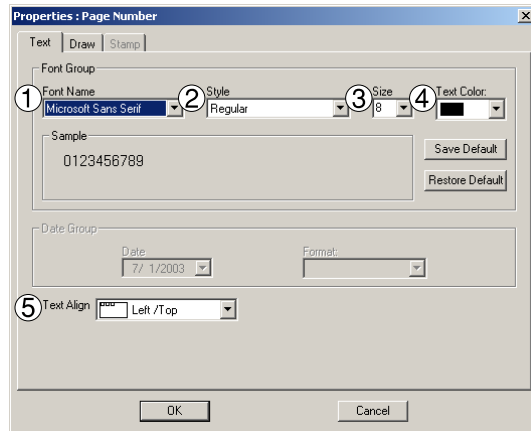 Properties : Page Number
Text Draw Stamp
Font Group
① Font Name ② Style ③ Size ④ Text Color:
Microsoft Sans Serif Regular 8
Sample
0123456789
Save Default
Restore Default
Date Group
Date Format:
7/ 1/2003
⑤ Text Align Left /Top
OK Cancel